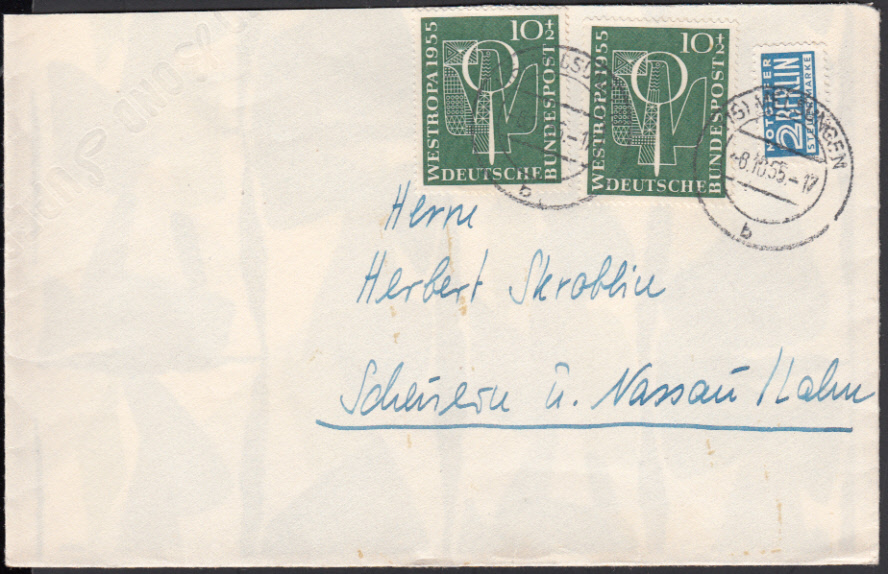 WESTROPA 1955
10+2
DEUTSCHE
BUNDESPOST
WESTROPA 1955
10+2
DEUTSCHE
BUNDESPOST
NOTOPFER
2 BERLIN
STEUERMARKE
-8.10.55.-17
b
b
Herrn
Herbert Skroblin
Scheuern ü. Nassau/Lahn